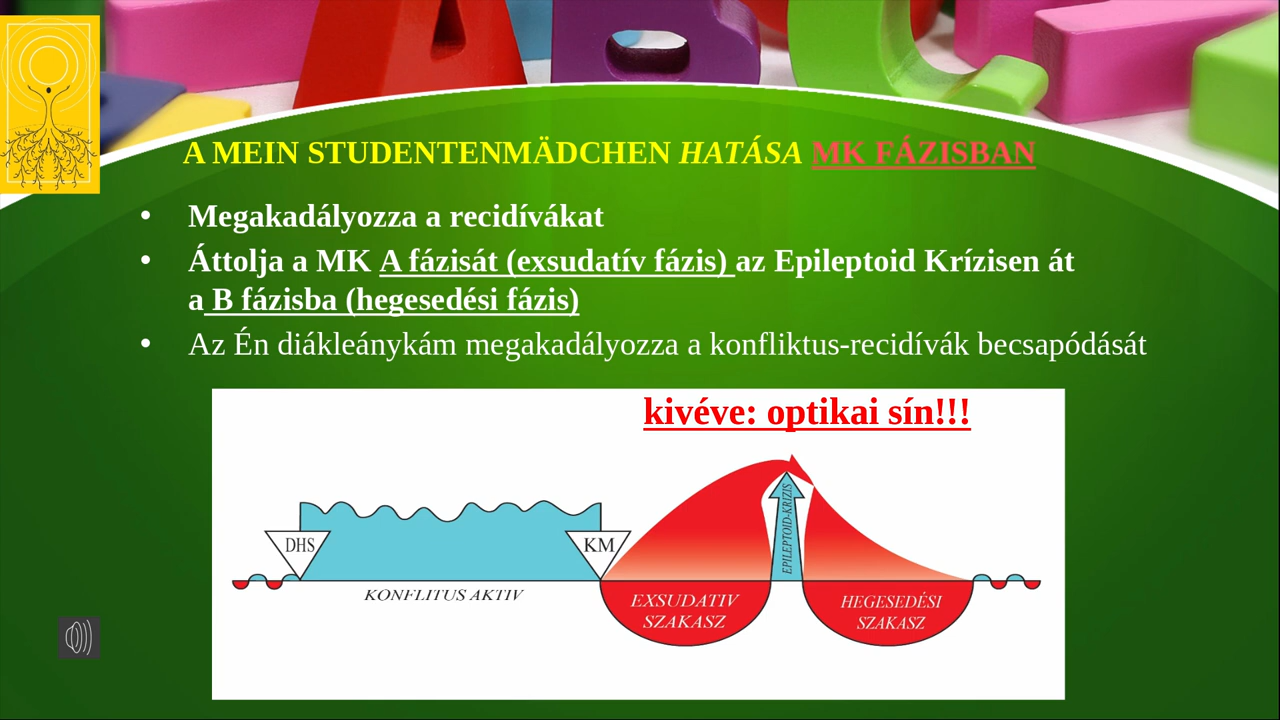 A MEIN STUDENTENMÄDCHEN HATÁSA MK FÁZISBAN
• Megakadályozza a recidívákat
• Áttolja a MK A fázisát (exsudatív fázis) az Epileptoid Krízisen át
a B fázisba (hegesedési fázis)
• Az Én diákleánykám megakadályozza a konfliktus-recidívák becsapódását
kivéve: optikai sín!!!
DHS
KM
EPILEPTOID-KRIZIS
KONFLITUS AKTIV
EXSUDATIV
SZAKASZ
HEGESEDÉSI
SZAKASZ